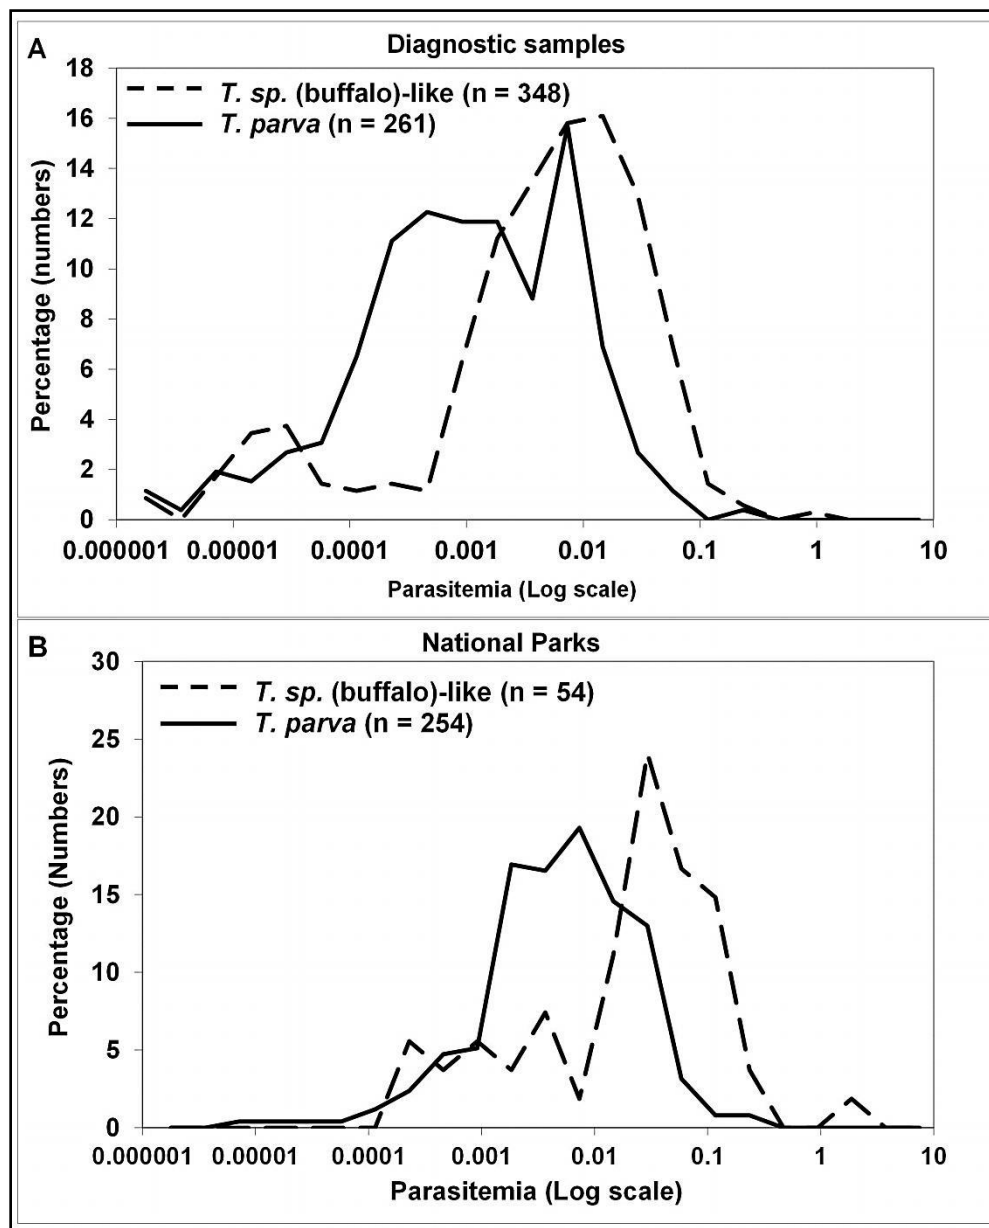 A
Diagnostic samples
T. sp. (buffalo)-like (n = 348)
T. parva (n = 261)
Percentage (numbers)
18
16
14
12
10
8
6
4
2
0
0.000001 0.00001 0.0001 0.001 0.01 0.1 1 10
Parasitemia (Log scale)
B
National Parks
T. sp. (buffalo)-like (n = 54)
T. parva (n = 254)
Percentage (Numbers)
30
25
20
15
10
5
0
0.000001 0.00001 0.0001 0.001 0.01 0.1 1 10
Parasitemia (Log scale)